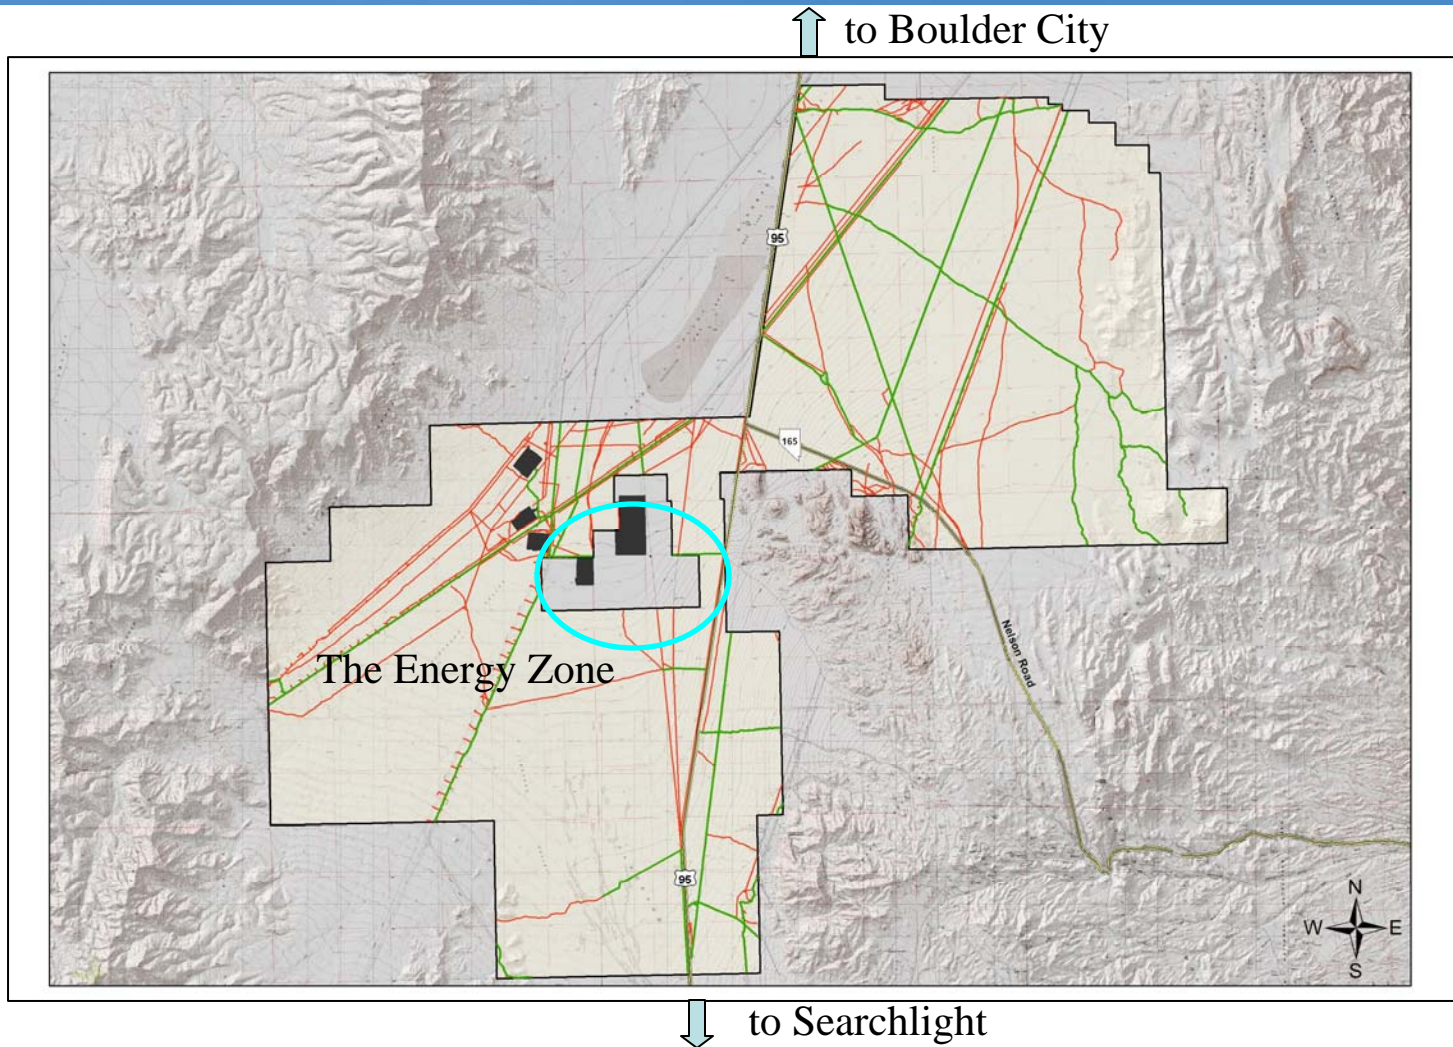 to Boulder City
95
165
Nelson Road
The Energy Zone
95
N
W E
S
to Searchlight